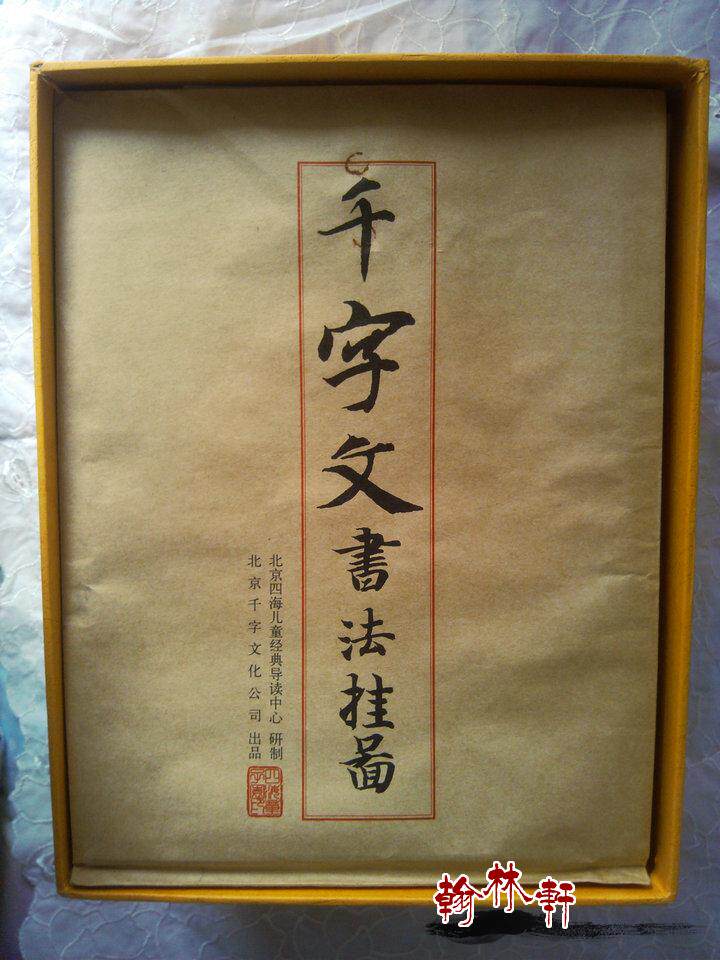 千字文書法挂啚
北京四海儿童经典导读中心 研制
北京千字文化公司 出品
翰林軒